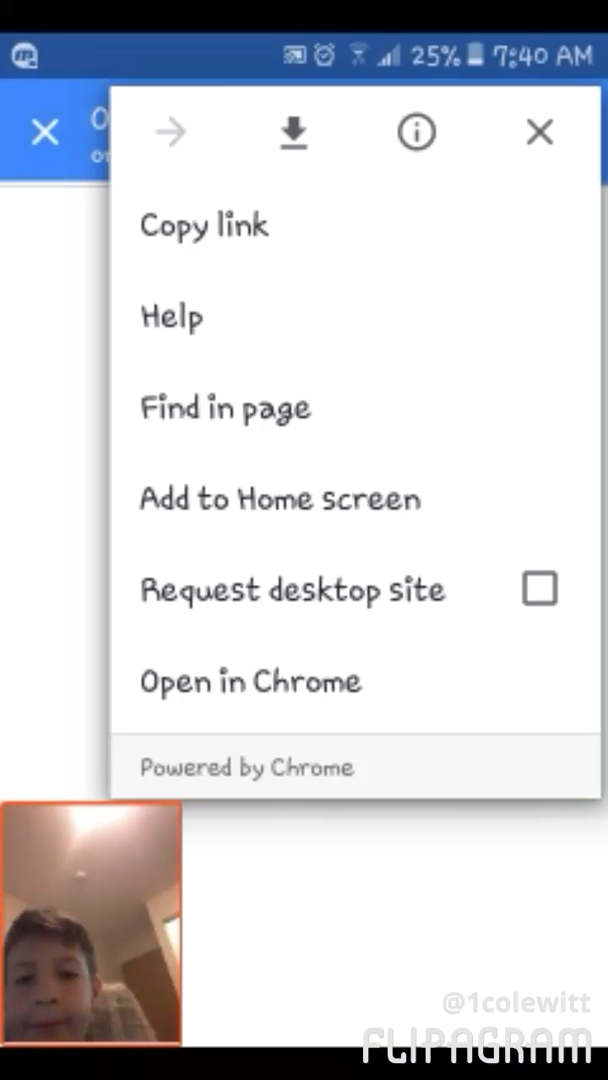 25% 7:40 AM
Copy link
Help
Find in page
Add to Home screen
Request desktop site
Open in Chrome
Powered by Chrome
@1colewitt
FLIPAGRAM